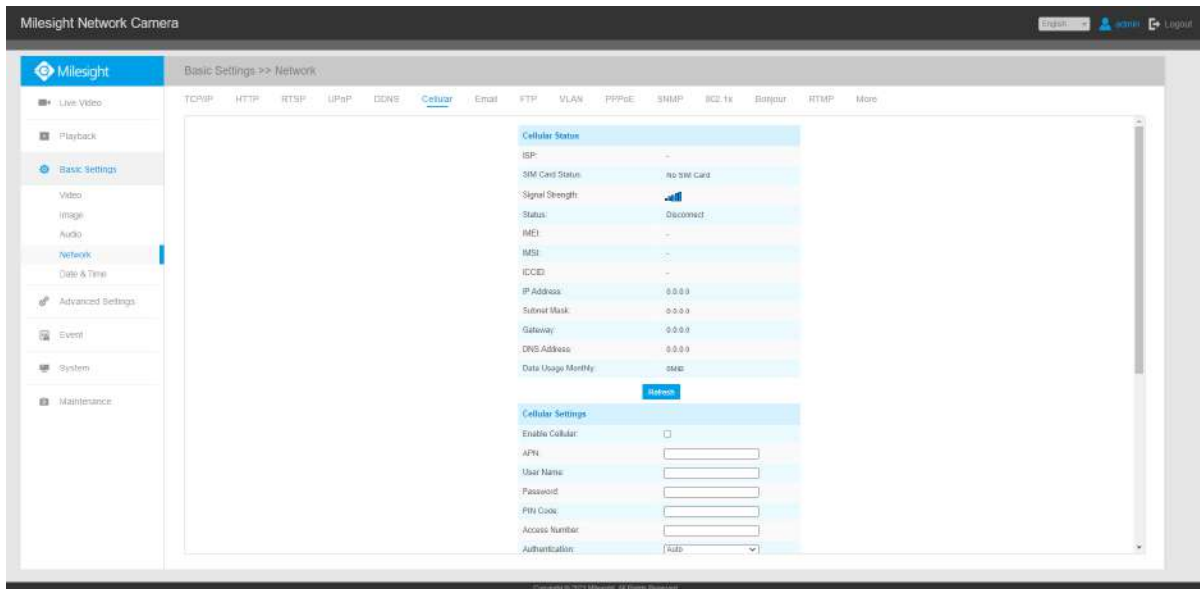 Milesight Network Camera
English admin Logout
Milesight
Basic Settings >> Network
Live Video
Playback
Basic Settings
Video
Image
Audio
Network
Date & Time
Advanced Settings
Event
System
Maintenance
TCP/IP HTTP RTSP UPnP DDNS Cellular Email FTP VLAN PPPoE SNMP 802.1x Bonjour RTMP More
Cellular Status
ISP: -
SIM Card Status: No SIM Card
Signal Strength:
Status: Disconnect
IMEI: -
IMSI: -
ICCID: -
IP Address: 0.0.0.0
Subnet Mask: 0.0.0.0
Gateway: 0.0.0.0
DNS Address: 0.0.0.0
Data Usage Monthly: 0MB
Refresh
Cellular Settings
Enable Cellular:
APN:
User Name:
Password:
PIN Code:
Access Number:
Authentication: Auto